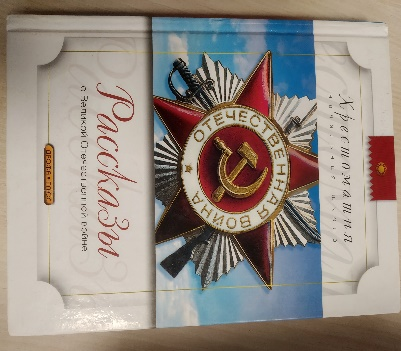 Хрестоматия
ОТЕЧЕСТВЕННАЯ ВОЙНА
Рассказы
о Великой Отечественной войне